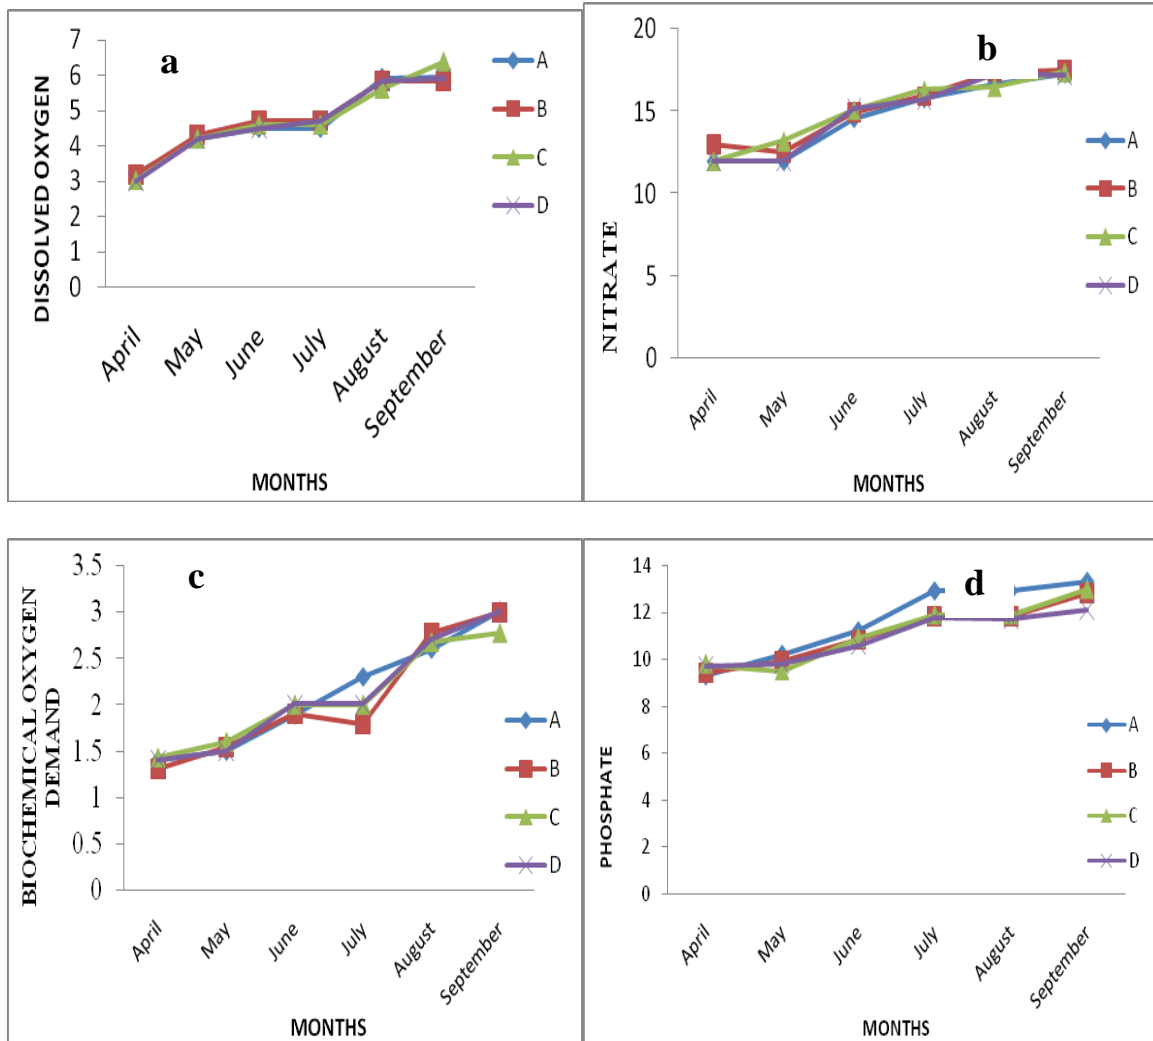 a
7
6
5
4
3
2
1
0
DISSOLVED OXYGEN
April
May
June
July
August
September
MONTHS
A
B
C
D
b
20
15
10
5
0
NITRATE
April
May
June
July
August
September
MONTHS
A
B
C
D
c
3.5
3
2.5
2
1.5
1
0.5
0
BIOCHEMICAL OXYGEN
DEMAND
April
May
June
July
August
September
MONTHS
A
B
C
D
d
14
12
10
8
6
4
2
0
PHOSPHATE
April
May
June
July
August
September
MONTHS
A
B
C
D